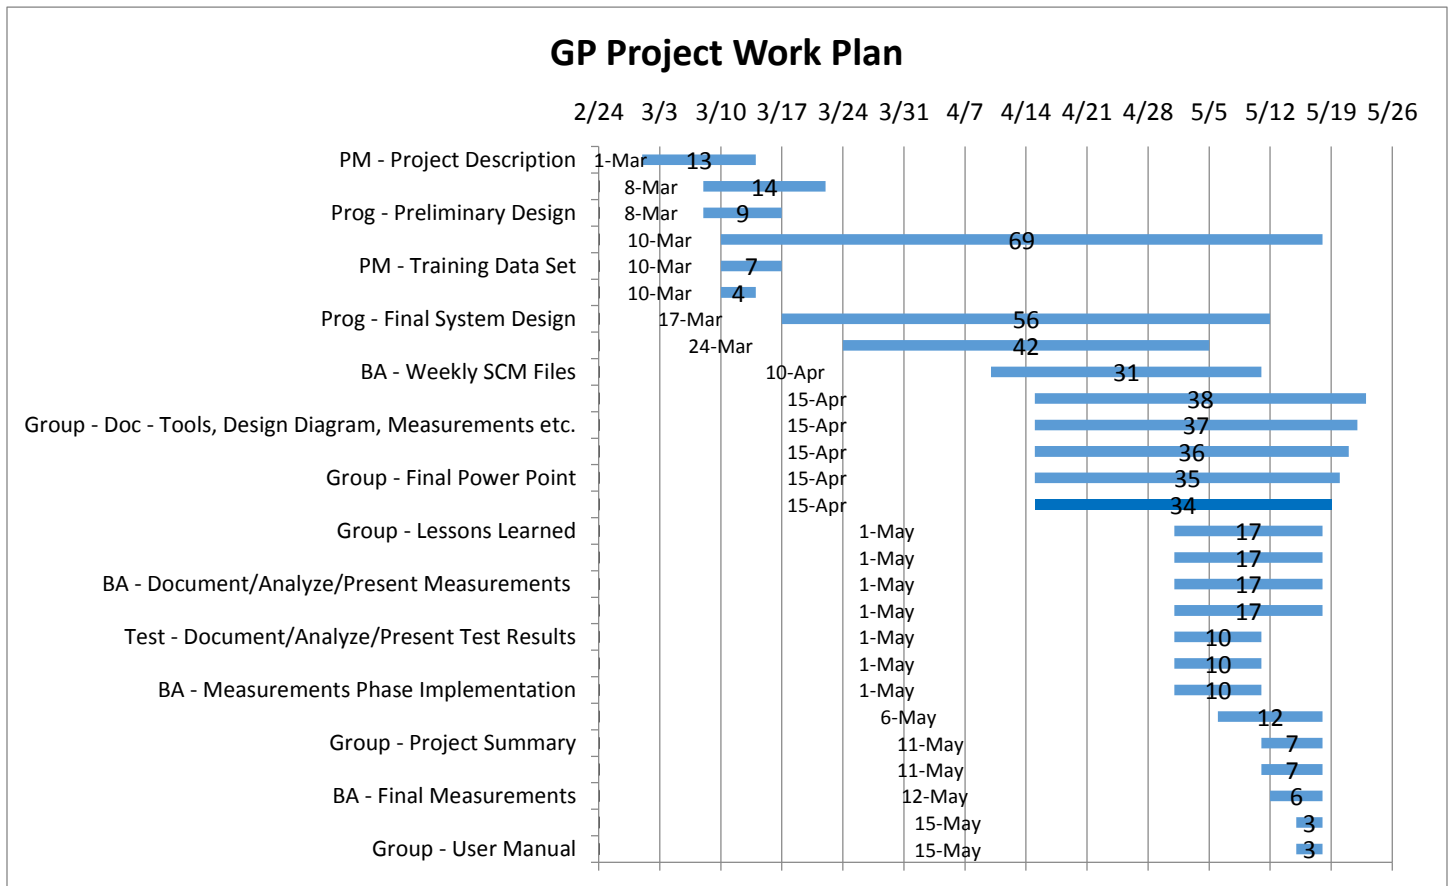 GP Project Work Plan
2/24 3/3 3/10 3/17 3/24 3/31 4/7 4/14 4/21 4/28 5/5 5/12 5/19 5/26
PM - Project Description 1-Mar 13
8-Mar 14
Prog - Preliminary Design 8-Mar 9
10-Mar 69
PM - Training Data Set 10-Mar 7
10-Mar 4
Prog - Final System Design 17-Mar 56
24-Mar 42
BA - Weekly SCM Files 10-Apr 31
15-Apr 38
Group - Doc - Tools, Design Diagram, Measurements etc. 15-Apr 37
15-Apr 36
Group - Final Power Point 15-Apr 35
15-Apr 34
Group - Lessons Learned 1-May 17
1-May 17
BA - Document/Analyze/Present Measurements 1-May 17
1-May 17
Test - Document/Analyze/Present Test Results 1-May 10
1-May 10
BA - Measurements Phase Implementation 1-May 10
6-May 12
Group - Project Summary 11-May 7
11-May 7
BA - Final Measurements 12-May 6
15-May 3
Group - User Manual 15-May 3